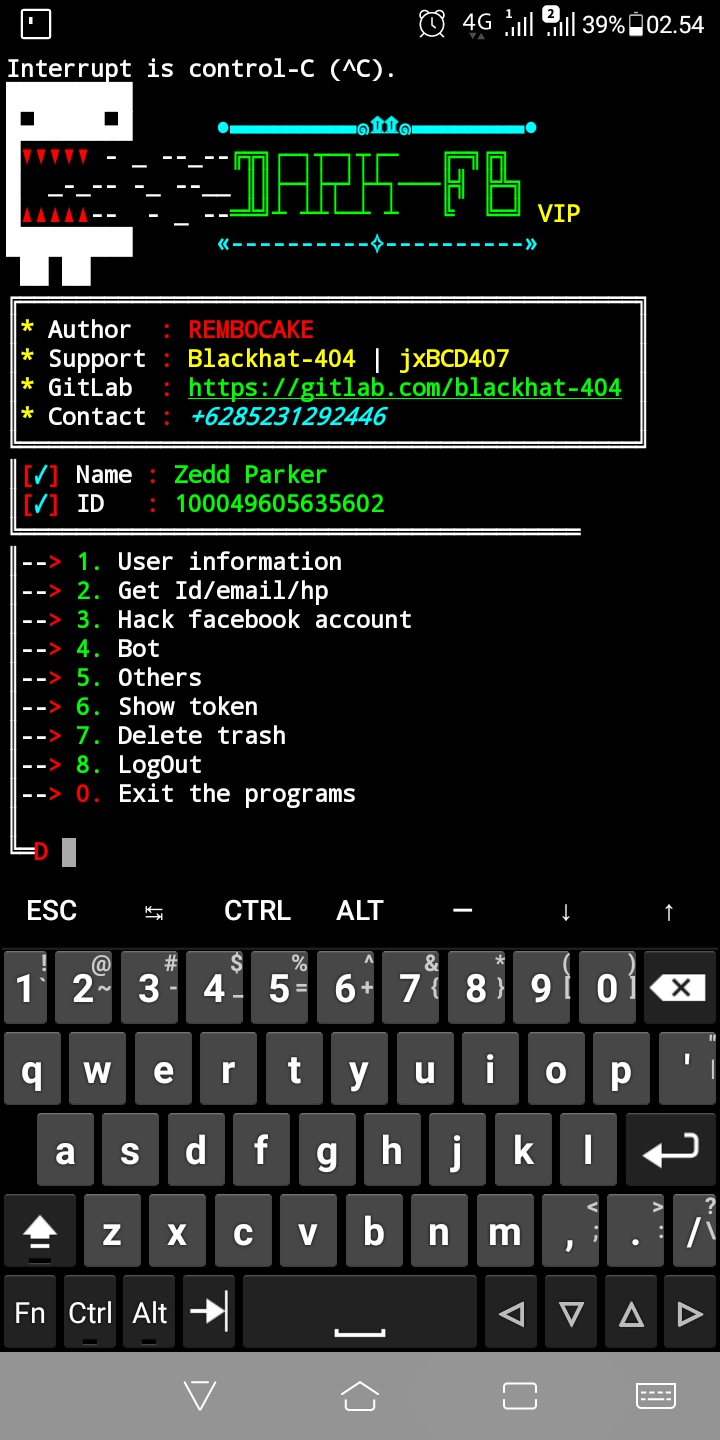 4G 1 2 39% 02.54
Interrupt is control-C (^C).
DARK-FB VIP
* Author : REMBOCAKE
* Support : Blackhat-404 | jxBCD407
* GitLab : https://gitlab.com/blackhat-404
* Contact : +6285231292446
[✓] Name : Zedd Parker
[✓] ID : 100049605635602
--> 1. User information
--> 2. Get Id/email/hp
--> 3. Hack facebook account
--> 4. Bot
--> 5. Others
--> 6. Show token
--> 7. Delete trash
--> 8. LogOut
--> 0. Exit the programs
D
ESC ↹ CTRL ALT — ↓ ↑
1 ! ` 2 @ ~ 3 # - 4 $ _ 5 % = 6 ^ + 7 & { 8 * } 9 ( [ 0 ) ]
q w e r t y u i o p ' " |
a s d f g h j k l
z x c v b n m , < ; . > : / ? \
Fn Ctrl Alt